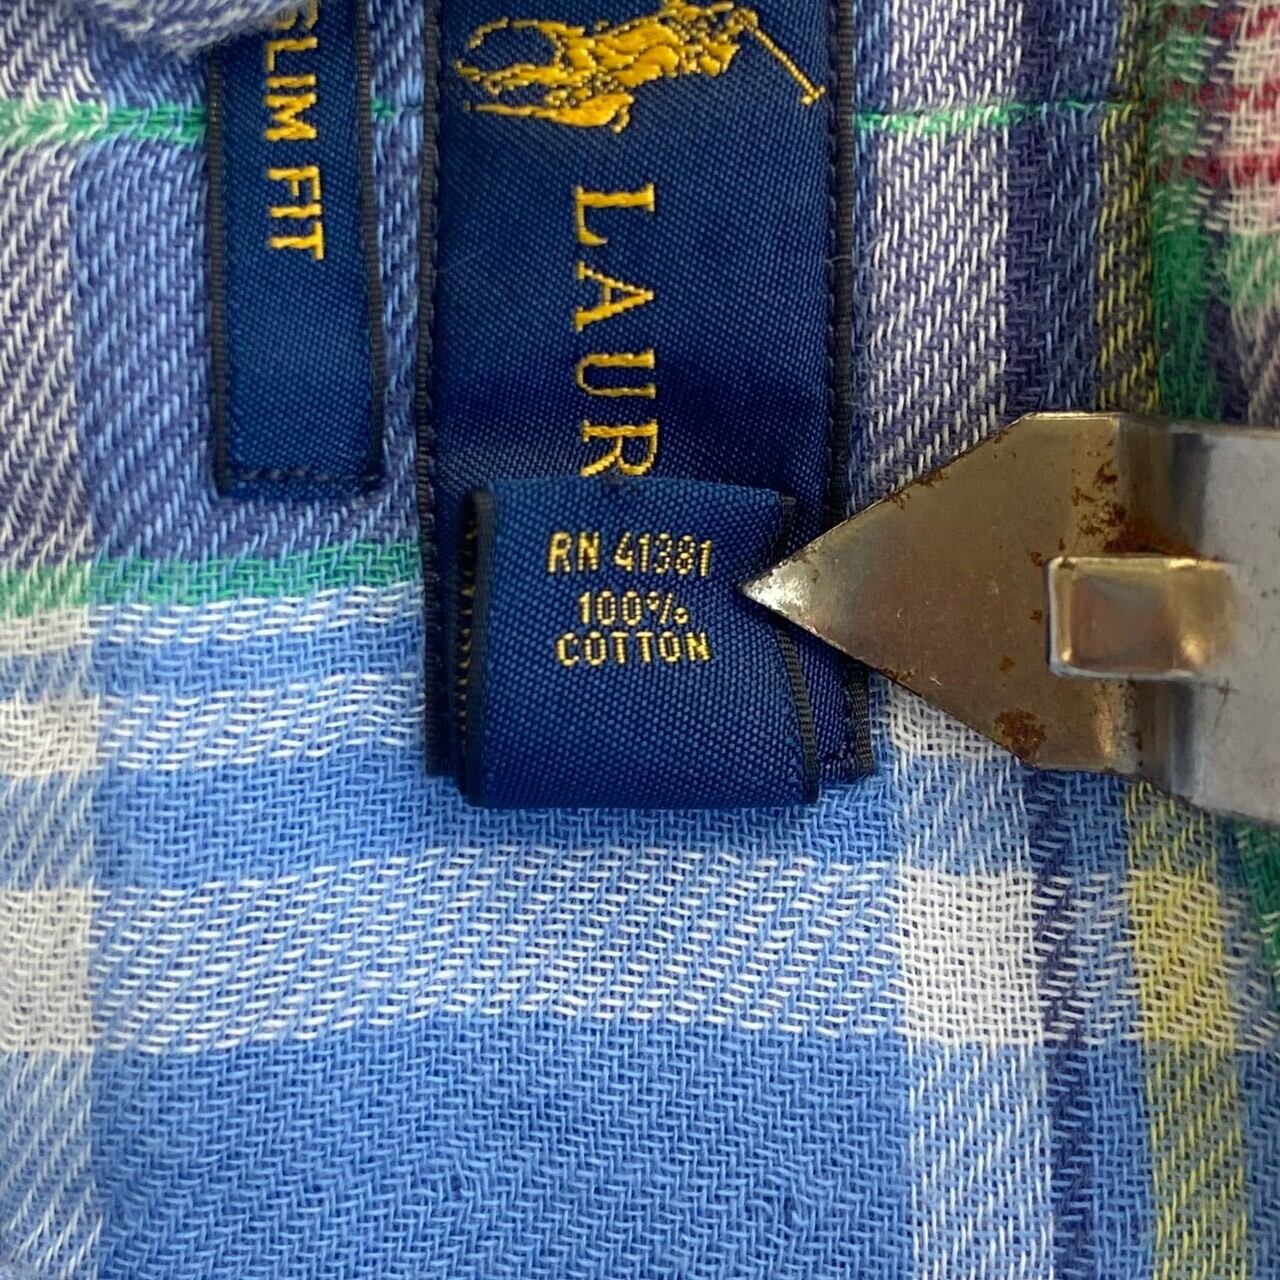 SLIM FIT
LAUR
RN 41381
100%
COTTON